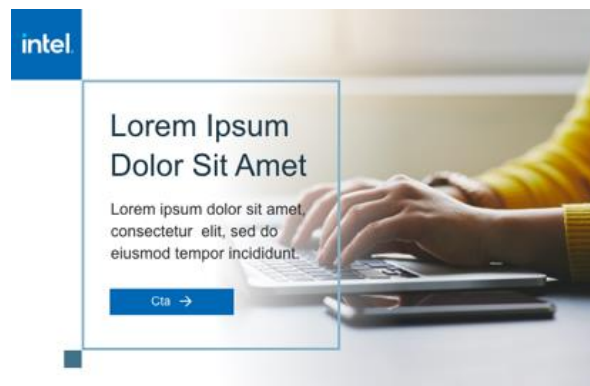 intel.
Lorem Ipsum
Dolor Sit Amet
Lorem ipsum dolor sit amet,
consectetur elit, sed do
eiusmod tempor incididunt.
Cta →